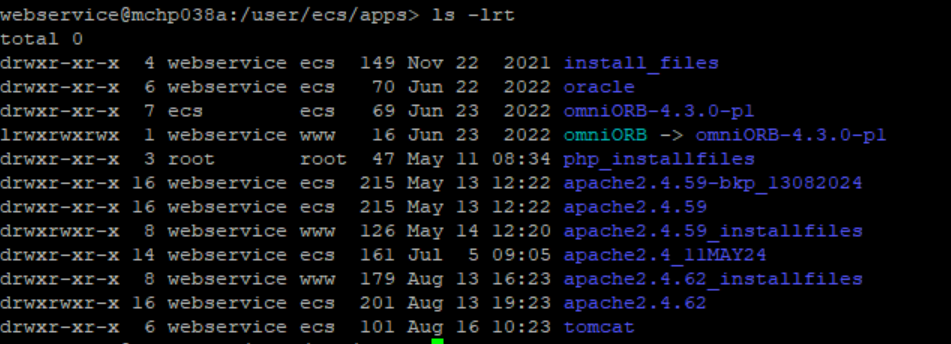 webservice@mchp038a:/user/ecs/apps> ls -lrt
total 0
drwxr-xr-x 4 webservice ecs 149 Nov 22 2021 install_files
drwxr-xr-x 6 webservice ecs 70 Jun 22 2022 oracle
drwxr-xr-x 7 ecs ecs 69 Jun 23 2022 omniORB-4.3.0-pl
lrwxrwxrwx 1 webservice www 16 Jun 23 2022 omniORB -> omniORB-4.3.0-pl
drwxr-xr-x 3 root root 47 May 11 08:34 php_installfiles
drwxr-xr-x 16 webservice ecs 215 May 13 12:22 apache2.4.59-bkp_13082024
drwxr-xr-x 16 webservice ecs 215 May 13 12:22 apache2.4.59
drwxrwxr-x 8 webservice www 126 May 14 12:20 apache2.4.59_installfiles
drwxr-xr-x 14 webservice ecs 161 Jul 5 09:05 apache2.4_11MAY24
drwxr-xr-x 8 webservice www 179 Aug 13 16:23 apache2.4.62_installfiles
drwxrwxr-x 16 webservice ecs 201 Aug 13 19:23 apache2.4.62
drwxr-xr-x 6 webservice ecs 101 Aug 16 10:23 tomcat